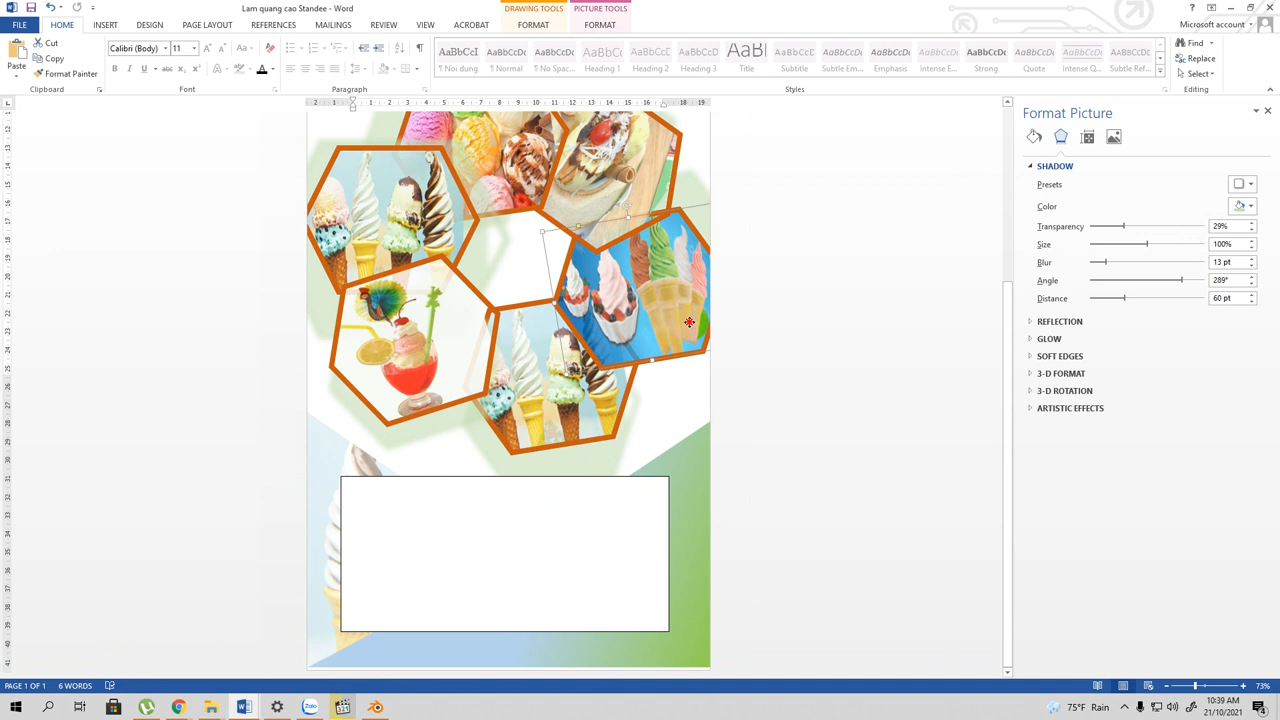 Lam quang cao Standee - Word
DRAWING TOOLS
PICTURE TOOLS
FILE
HOME
INSERT
DESIGN
PAGE LAYOUT
REFERENCES
MAILINGS
REVIEW
VIEW
ACROBAT
FORMAT
FORMAT
Microsoft account
Paste
Cut
Copy
Format Painter
Clipboard
Calibri (Body)
11
Font
Paragraph
AaBbCcI
¶ Noi dung
AaBbCcDc
¶ Normal
AaBbCcDc
¶ No Spac...
AaBbCc
Heading 1
AaBbCcD
Heading 2
AaBbCcD
Heading 3
AaBl
Title
AaBbCcD
Subtitle
AaBbCcDc
Subtle Em...
AaBbCcDc
Emphasis
AaBbCcDc
Intense E...
AaBbCcDc
Strong
AaBbCcDc
Quote
AaBbCcDc
Intense Q...
AaBbCcDc
Subtle Ref...
Styles
Find
Replace
Select
Editing
Format Picture
SHADOW
Presets
Color
Transparency
29%
Size
100%
Blur
13 pt
Angle
289°
Distance
60 pt
REFLECTION
GLOW
SOFT EDGES
3-D FORMAT
3-D ROTATION
ARTISTIC EFFECTS
PAGE 1 OF 1
6 WORDS
73%
Zalo
321
75°F Rain
10:39 AM
21/10/2021
4